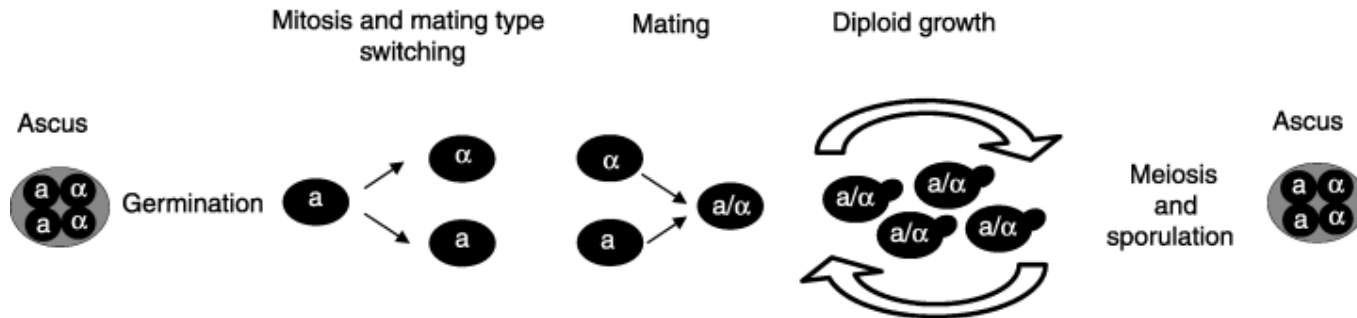 Mitosis and mating type
switching
Mating
Diploid growth
Ascus
a α
a α
Germination
a
α
a
α
a
a/α
a/α
a/α
a/α
a/α
Meiosis
and
sporulation
Ascus
a α
a α